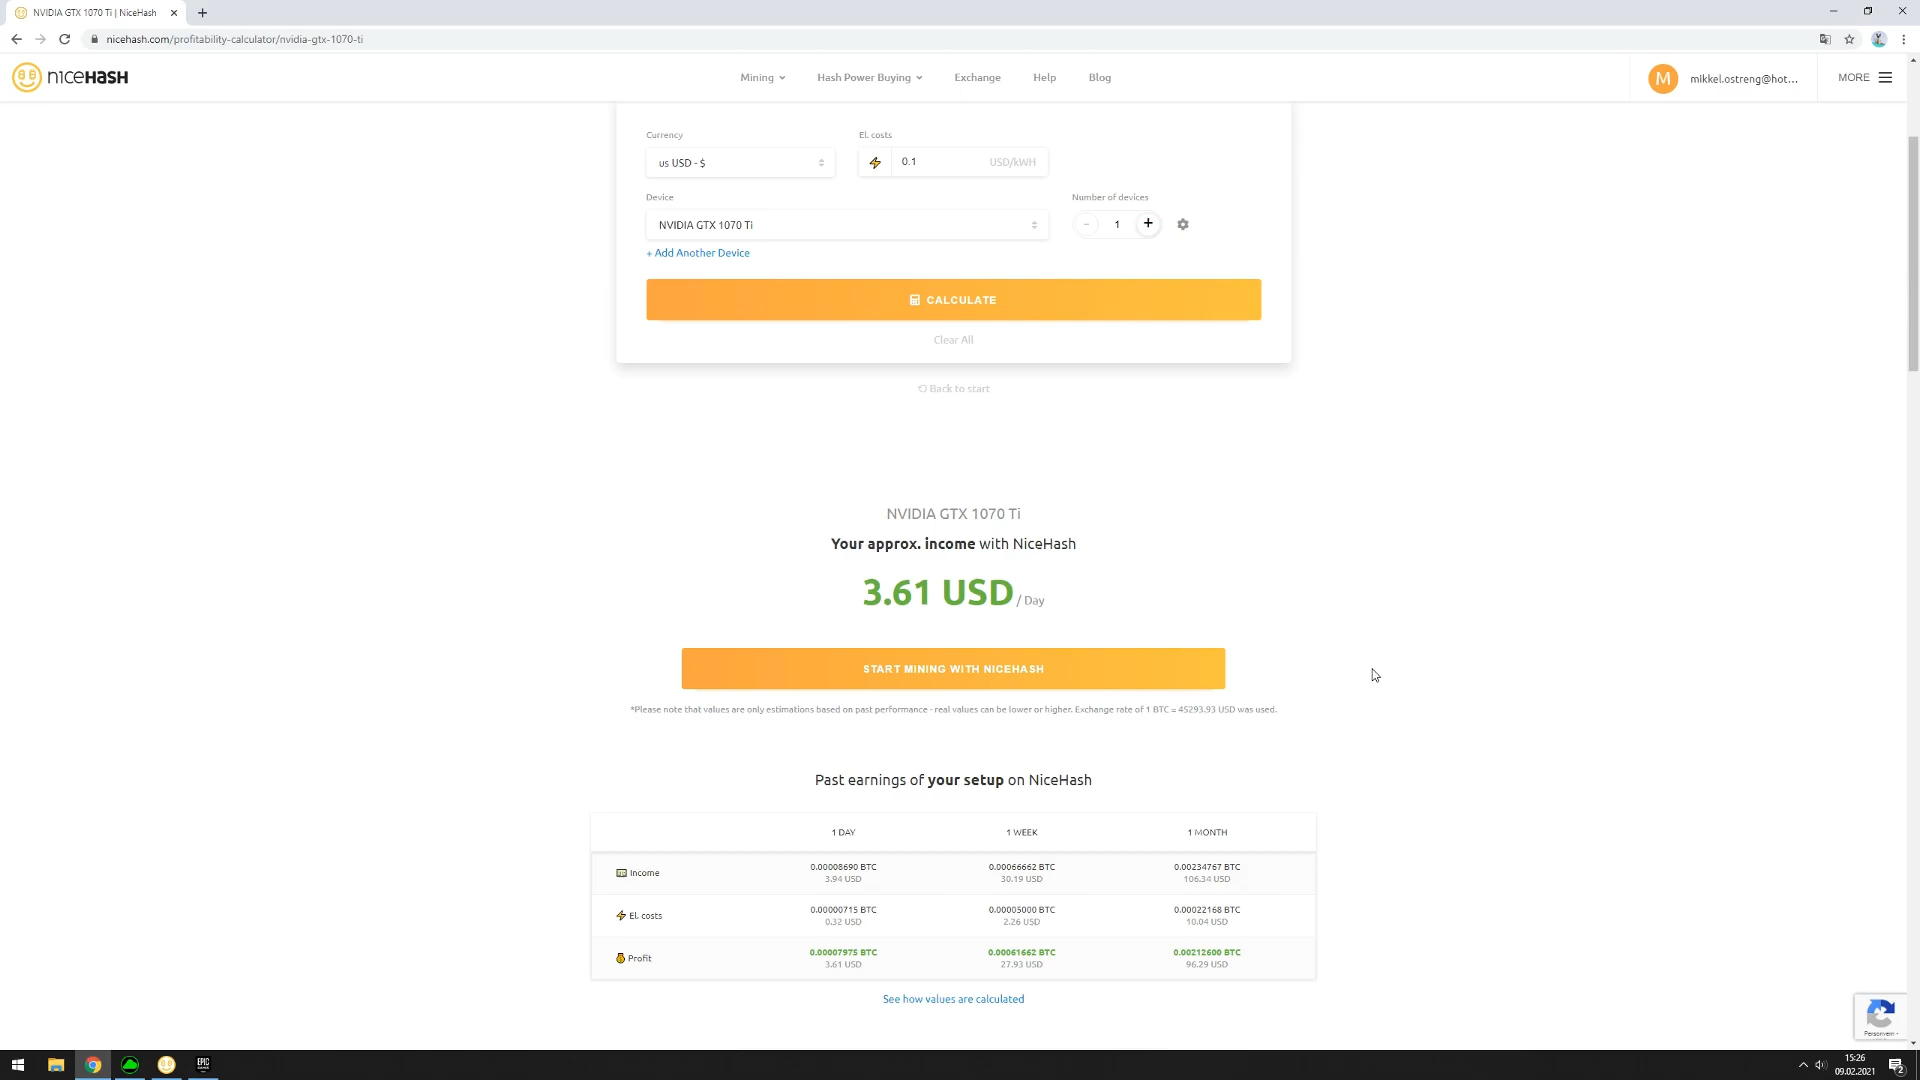 NVIDIA GTX 1070 Ti | NiceHash
nicehash.com/profitability-calculator/nvidia-gtx-1070-ti
nıceHASH
Mining
Hash Power Buying
Exchange
Help
Blog
M
mikkel.ostreng@hot...
MORE
Currency
El. costs
us USD - $
0.1
USD/kWH
Device
Number of devices
NVIDIA GTX 1070 Ti
- 1 +
+ Add Another Device
CALCULATE
Clear All
Back to start
NVIDIA GTX 1070 Ti
Your approx. income with NiceHash
3.61 USD / Day
START MINING WITH NICEHASH
*Please note that values are only estimations based on past performance - real values can be lower or higher. Exchange rate of 1 BTC = 45293.93 USD was used.
Past earnings of your setup on NiceHash
1 DAY 1 WEEK 1 MONTH
Income
0.00008690 BTC 0.00066662 BTC 0.00234767 BTC
3.94 USD 30.19 USD 106.34 USD
El. costs
0.00000715 BTC 0.00005000 BTC 0.00022168 BTC
0.32 USD 2.26 USD 10.04 USD
Profit
0.00007975 BTC 0.00061662 BTC 0.00212600 BTC
3.61 USD 27.93 USD 96.29 USD
See how values are calculated
Personvern -
EPIC
GAMES
15:26
09.02.2021
2